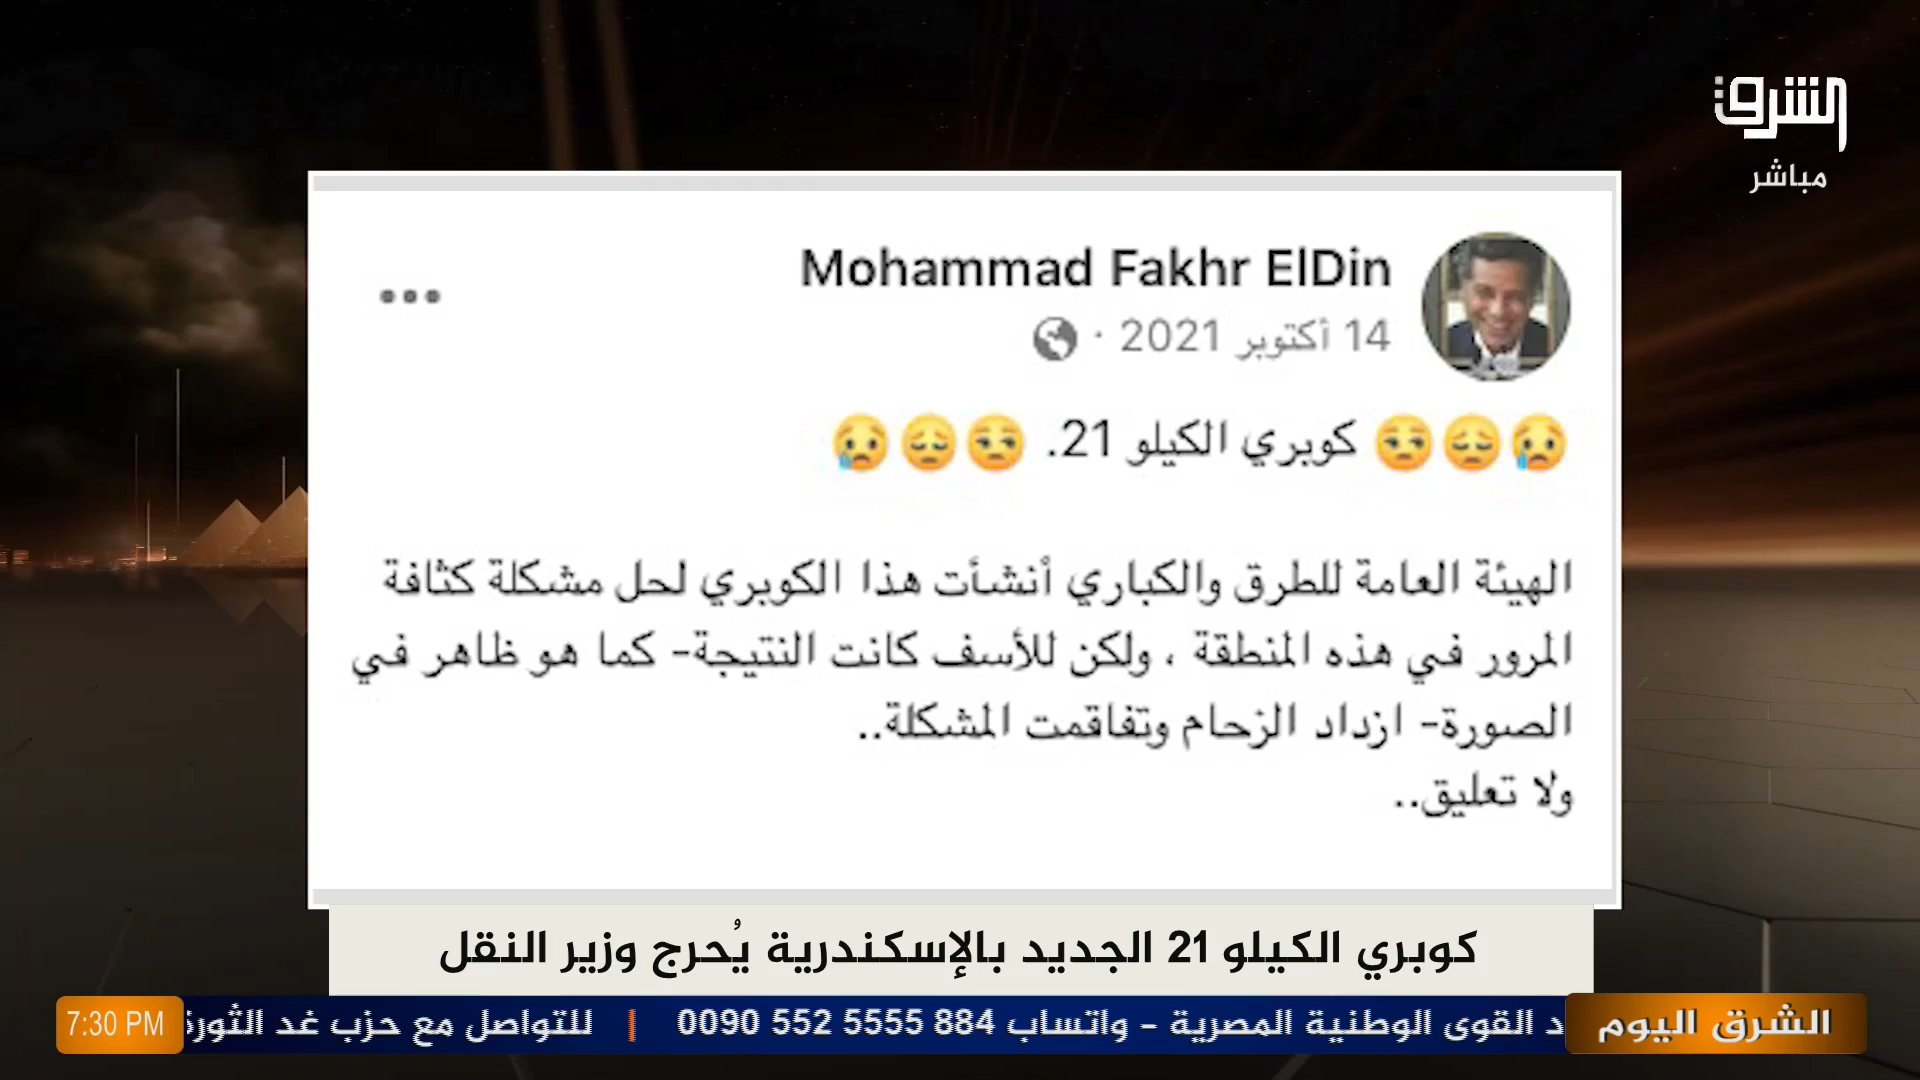 الشرق
مباشر
Mohammad Fakhr ElDin
14 أكتوبر 2021 ·
😢😔😒 كوبري الكيلو 21. 😒😔😢
الهيئة العامة للطرق والكباري أنشأت هذا الكوبري لحل مشكلة كثافة
المرور في هذه المنطقة ، ولكن للأسف كانت النتيجة- كما هو ظاهر في
الصورة- ازداد الزحام وتفاقمت المشكلة..
ولا تعليق..
كوبري الكيلو 21 الجديد بالإسكندرية يُحرج وزير النقل
الشرق اليوم
د القوى الوطنية المصرية - واتساب 884 5555 552 0090 | للتواصل مع حزب غد الثورة
7:30 PM